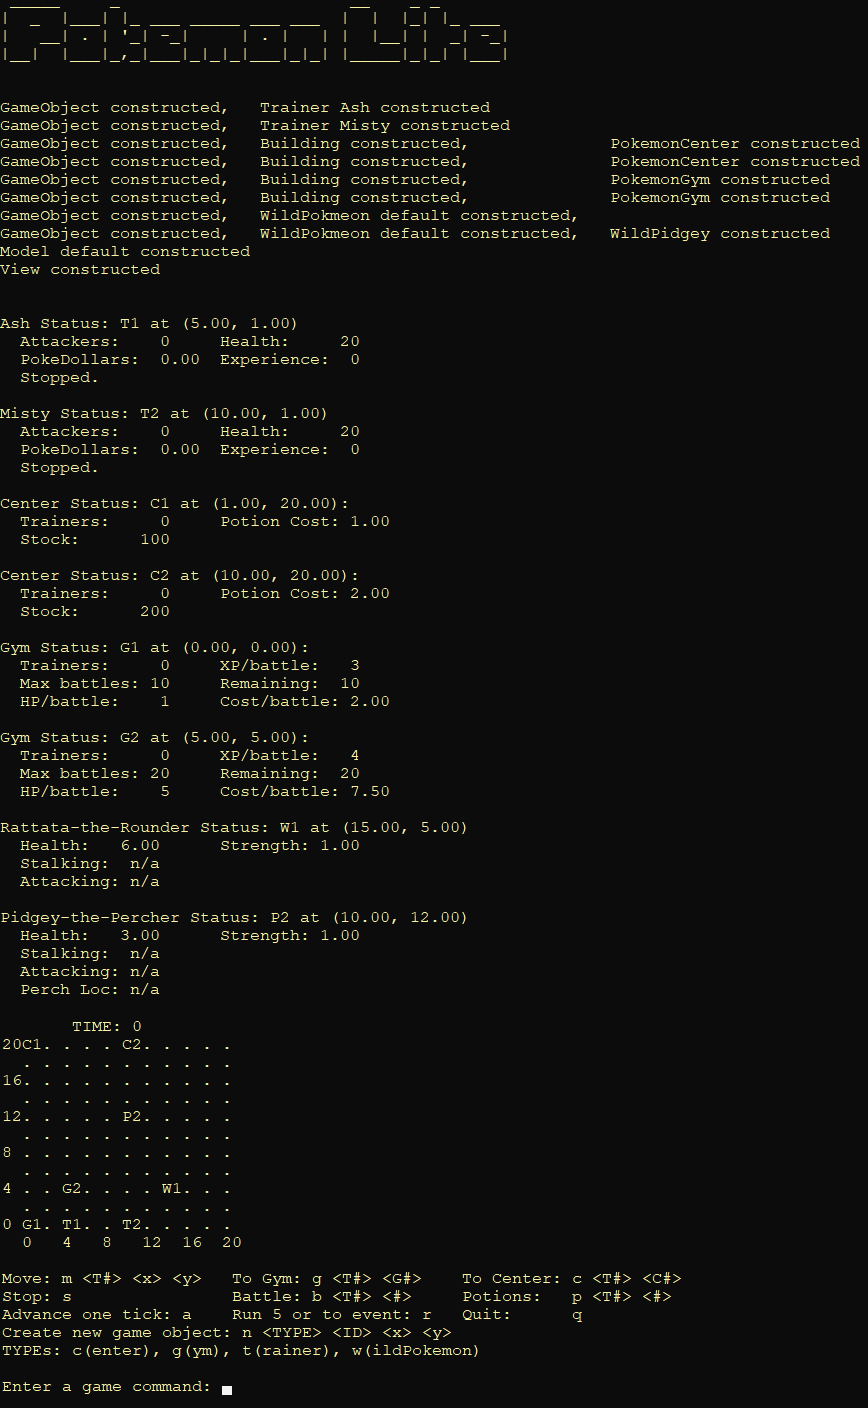 Pokemon Lite
GameObject constructed,   Trainer Ash constructed
GameObject constructed,   Trainer Misty constructed
GameObject constructed,   Building constructed,              PokemonCenter constructed
GameObject constructed,   Building constructed,              PokemonCenter constructed
GameObject constructed,   Building constructed,              PokemonGym constructed
GameObject constructed,   Building constructed,              PokemonGym constructed
GameObject constructed,   WildPokmeon default constructed,
GameObject constructed,   WildPokmeon default constructed,   WildPidgey constructed
Model default constructed
View constructed
Ash Status: T1 at (5.00, 1.00)
  Attackers:    0     Health:     20
  PokeDollars:  0.00  Experience:  0
  Stopped.
Misty Status: T2 at (10.00, 1.00)
  Attackers:    0     Health:     20
  PokeDollars:  0.00  Experience:  0
  Stopped.
Center Status: C1 at (1.00, 20.00):
  Trainers:     0     Potion Cost: 1.00
  Stock:      100
Center Status: C2 at (10.00, 20.00):
  Trainers:     0     Potion Cost: 2.00
  Stock:      200
Gym Status: G1 at (0.00, 0.00):
  Trainers:     0     XP/battle:   3
  Max battles: 10     Remaining:  10
  HP/battle:    1     Cost/battle: 2.00
Gym Status: G2 at (5.00, 5.00):
  Trainers:     0     XP/battle:   4
  Max battles: 20     Remaining:  20
  HP/battle:    5     Cost/battle: 7.50
Rattata-the-Rounder Status: W1 at (15.00, 5.00)
  Health:   6.00      Strength: 1.00
  Stalking:  n/a
  Attacking: n/a
Pidgey-the-Percher Status: P2 at (10.00, 12.00)
  Health:   3.00      Strength: 1.00
  Stalking:  n/a
  Attacking: n/a
  Perch Loc: n/a
       TIME: 0
20C1. . . . C2. . . . .
  . . . . . . . . . . .
16. . . . . . . . . . .
  . . . . . . . . . . .
12. . . . . P2. . . . .
  . . . . . . . . . . .
8 . . . . . . . . . . .
  . . . . . . . . . . .
4 . . G2. . . . W1. . .
  . . . . . . . . . . .
0 G1. T1. . T2. . . . .
  0   4   8   12  16  20
Move: m <T#> <x> <y>   To Gym: g <T#> <G#>    To Center: c <T#> <C#>
Stop: s                Battle: b <T#> <#>     Potions:   p <T#> <#>
Advance one tick: a    Run 5 or to event: r   Quit:      q
Create new game object: n <TYPE> <ID> <x> <y>
TYPEs: c(enter), g(ym), t(rainer), w(ildPokemon)
Enter a game command: